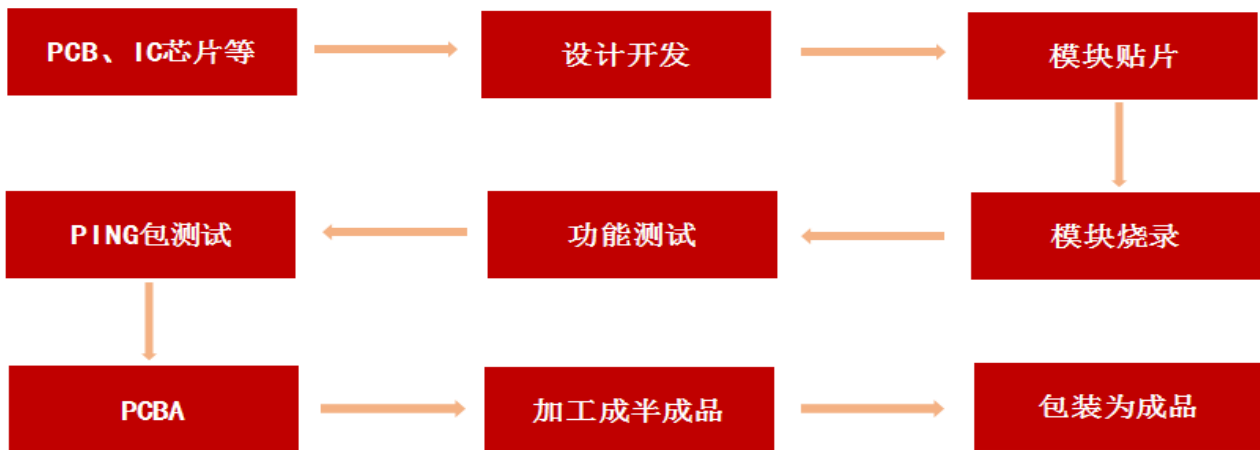 PCB、IC芯片等
设计开发
模块贴片
模块烧录
功能测试
PING包测试
PCBA
加工成半成品
包装为成品